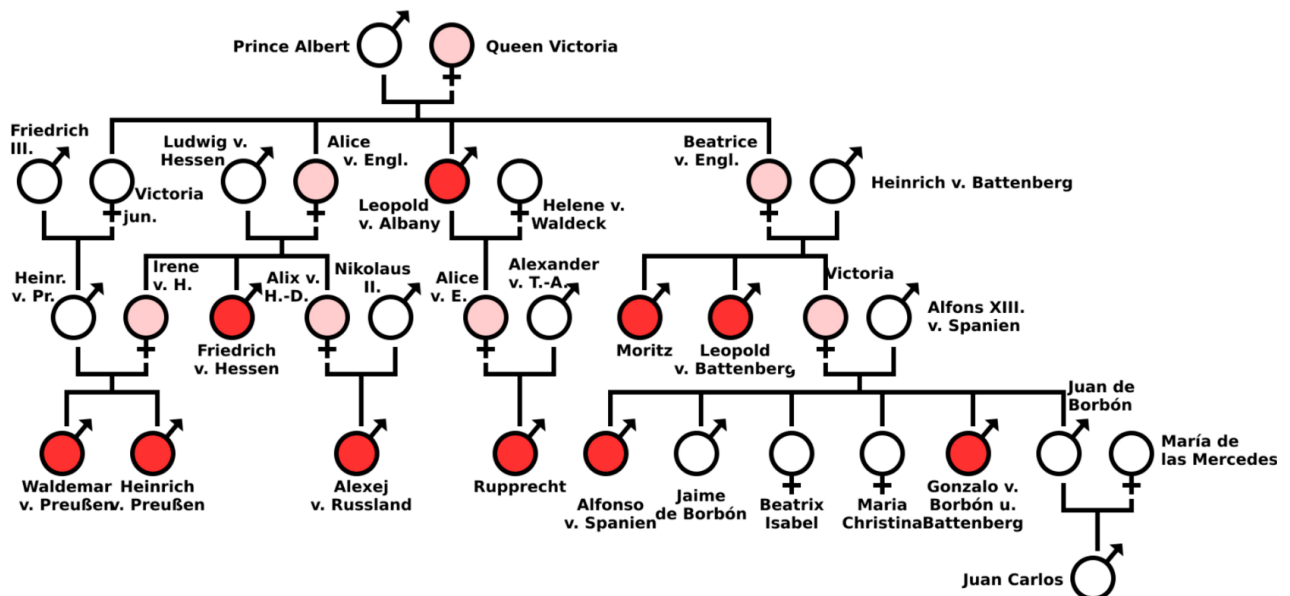 Prince Albert
Queen Victoria
Friedrich
III.
Ludwig v.
Hessen
Alice
v. Engl.
Beatrice
v. Engl.
Victoria
jun.
Leopold
v. Albany
Helene v.
Waldeck
Heinrich v. Battenberg
Heinr.
v. Pr.
Irene
v. H.
Alix v.
H.-D.
Nikolaus
II.
Alice
v. E.
Alexander
v. T.-A.
Victoria
Alfons XIII.
v. Spanien
Friedrich
v. Hessen
Moritz
Leopold
v. Battenberg
Juan de
Borbón
María de
las Mercedes
Waldemar
v. Preußen
Heinrich
v. Preußen
Alexej
v. Russland
Rupprecht
Alfonso
v. Spanien
Jaime
de Borbón
Beatrix
Isabel
Maria
Christina
Gonzalo v.
Borbón u.
Battenberg
Juan Carlos